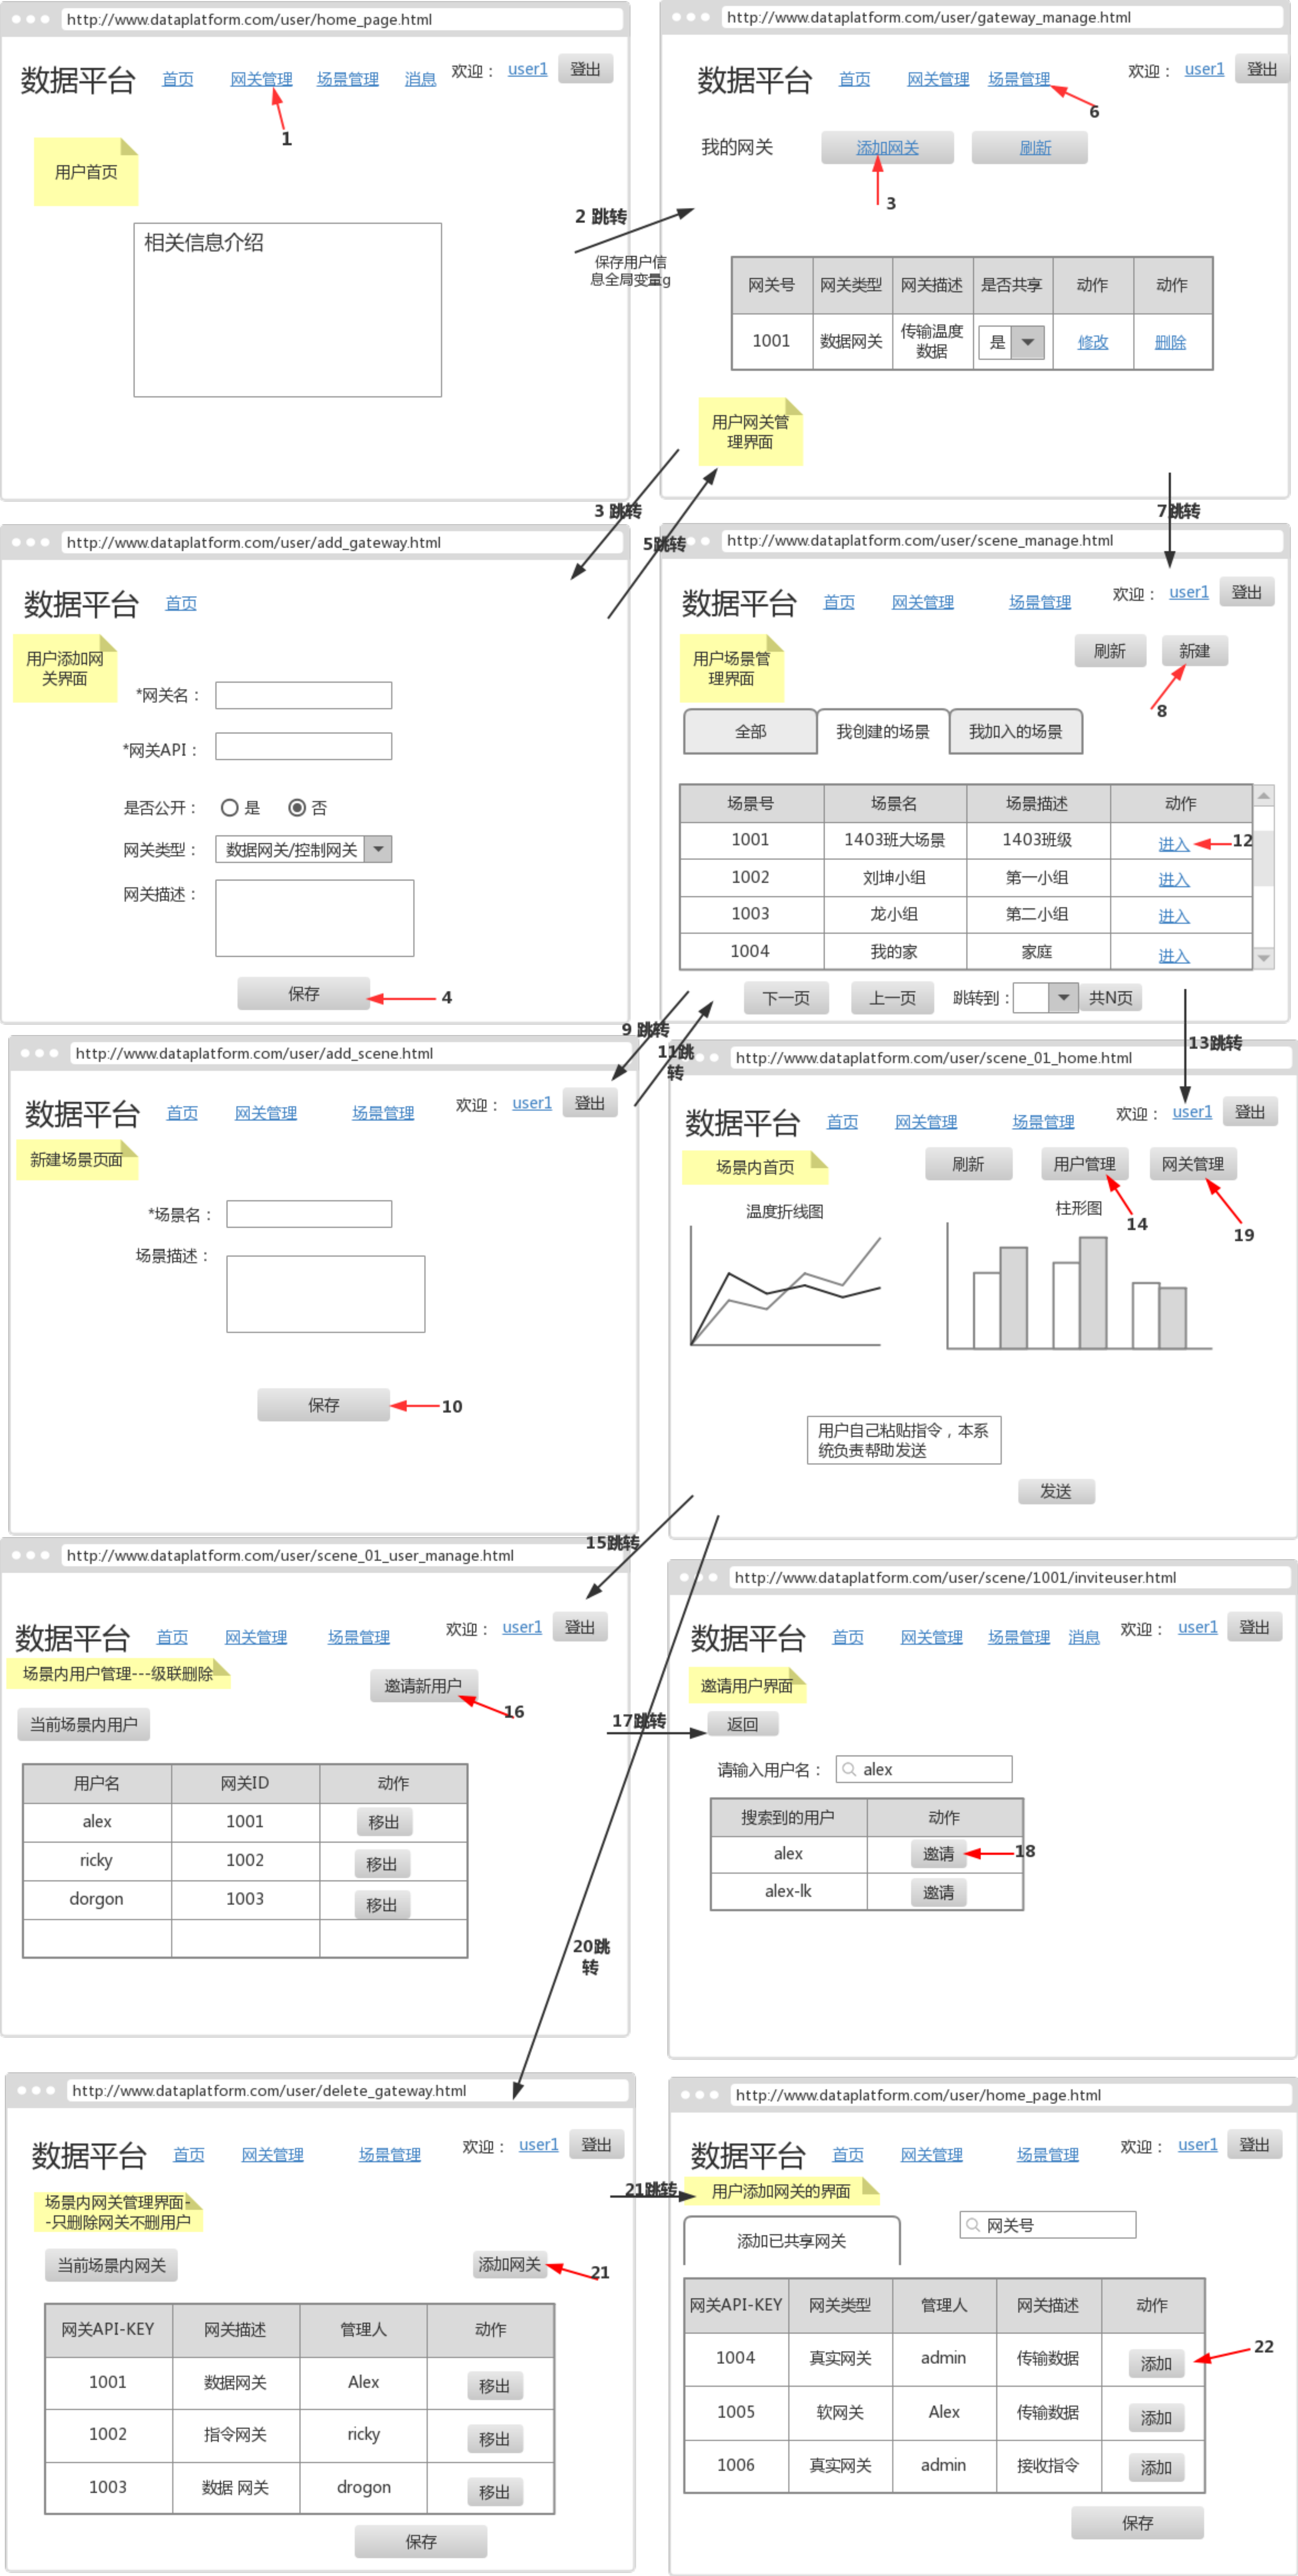 http://www.dataplatform.com/user/home_page.html
数据平台 首页 网关管理 场景管理 消息 欢迎： user1 登出
1
用户首页
相关信息介绍
2 跳转
保存用户信
息全局变量g
http://www.dataplatform.com/user/gateway_manage.html
数据平台 首页 网关管理 场景管理 欢迎： user1 登出
6
我的网关 添加网关 刷新
3
网关号 网关类型 网关描述 是否共享 动作 动作
1001 数据网关 传输温度 是 修改 删除
数据
用户网关管
理界面
3 跳转
5跳转
7跳转
http://www.dataplatform.com/user/add_gateway.html
数据平台 首页
用户添加网
关界面
*网关名：
*网关API：
是否公开： 是 否
网关类型： 数据网关/控制网关
网关描述：
保存 4
http://www.dataplatform.com/user/scene_manage.html
数据平台 首页 网关管理 场景管理 欢迎： user1 登出
用户场景管
理界面
刷新 新建
8
全部 我创建的场景 我加入的场景
场景号 场景名 场景描述 动作
1001 1403班大场景 1403班级 进入 12
1002 刘坤小组 第一小组 进入
1003 龙小组 第二小组 进入
1004 我的家 家庭 进入
下一页 上一页 跳转到： 共N页
9 跳转
11跳
转
13跳转
http://www.dataplatform.com/user/add_scene.html
数据平台 首页 网关管理 场景管理 欢迎： user1 登出
新建场景页面
*场景名：
场景描述：
保存 10
http://www.dataplatform.com/user/scene_01_home.html
数据平台 首页 网关管理 场景管理 欢迎： user1 登出
场景内首页 刷新 用户管理 网关管理
温度折线图 柱形图 14 19
用户自己粘贴指令，本系
统负责帮助发送
发送
15跳转
http://www.dataplatform.com/user/scene_01_user_manage.html
数据平台 首页 网关管理 场景管理 欢迎： user1 登出
场景内用户管理---级联删除
邀请新用户
16
当前场景内用户
用户名 网关ID 动作
alex 1001 移出
ricky 1002 移出
dorgon 1003 移出
17跳转
20跳
转
http://www.dataplatform.com/user/scene/1001/inviteuser.html
数据平台 首页 网关管理 场景管理 消息 欢迎： user1 登出
邀请用户界面
返回
请输入用户名： alex
搜索到的用户 动作
alex 邀请 18
alex-lk 邀请
http://www.dataplatform.com/user/delete_gateway.html
数据平台 首页 网关管理 场景管理 欢迎： user1 登出
场景内网关管理界面-
-只删除网关不删用户
当前场景内网关 添加网关
21
网关API-KEY 网关描述 管理人 动作
1001 数据网关 Alex 移出
1002 指令网关 ricky 移出
1003 数据 网关 drogon 移出
保存
21跳转
http://www.dataplatform.com/user/home_page.html
数据平台 首页 网关管理 场景管理 欢迎： user1 登出
用户添加网关的界面
添加已共享网关 网关号
网关API-KEY 网关类型 管理人 网关描述 动作
1004 真实网关 admin 传输数据 添加 22
1005 软网关 Alex 传输数据 添加
1006 真实网关 admin 接收指令 添加
保存